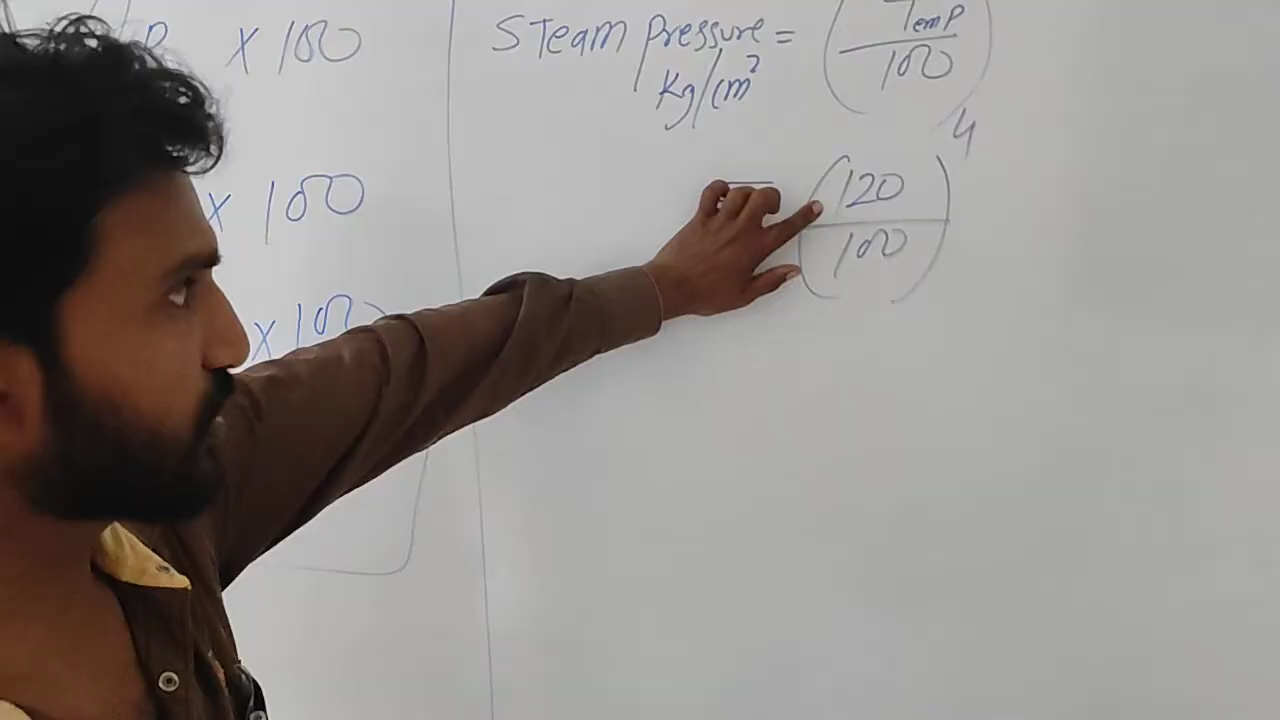 P X 100
X 100
X 100
STeam Pressure = (Temp / 100)
Kg/cm²
= (120 / 100)⁴